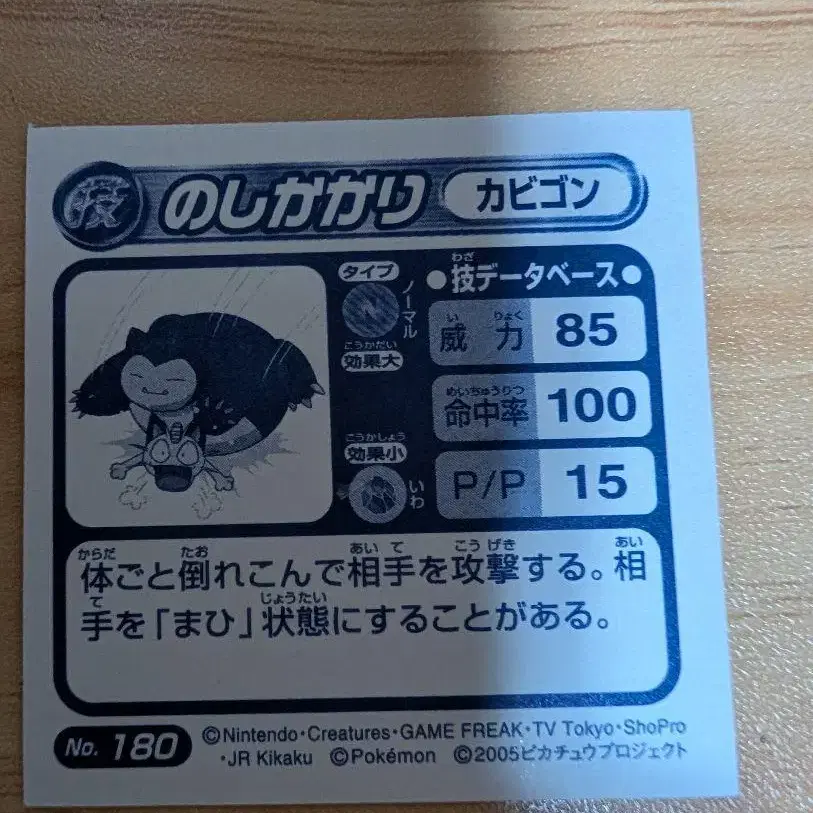 技 のしかかり カビゴン
タイプ
ノーマル
こうかだい
効果大
こうかしょう
効果小
いわ
わざ
●技データベース●
いりょく
威力 85
めいちゅうりつ
命中率 100
P/P 15
からだ たお あい て こう げき あい
体ごと倒れこんで相手を攻撃する。相
て じょうたい
手を「まひ」状態にすることがある。
No. 180
©Nintendo・Creatures・GAME FREAK・TV Tokyo・ShoPro
・JR Kikaku ©Pokémon ©2005ピカチュウプロジェクト